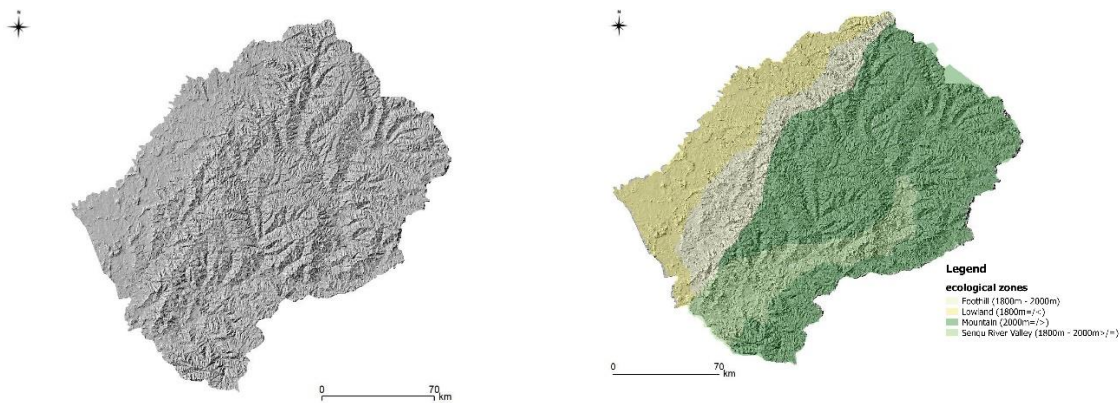 N
0 70
km
N
Legend
ecological zones
Foothill (1800m - 2000m)
Lowland (1800m=/<)
Mountain (2000m=/>)
Senqu River Valley (1800m - 2000m>/=)
0 70
km